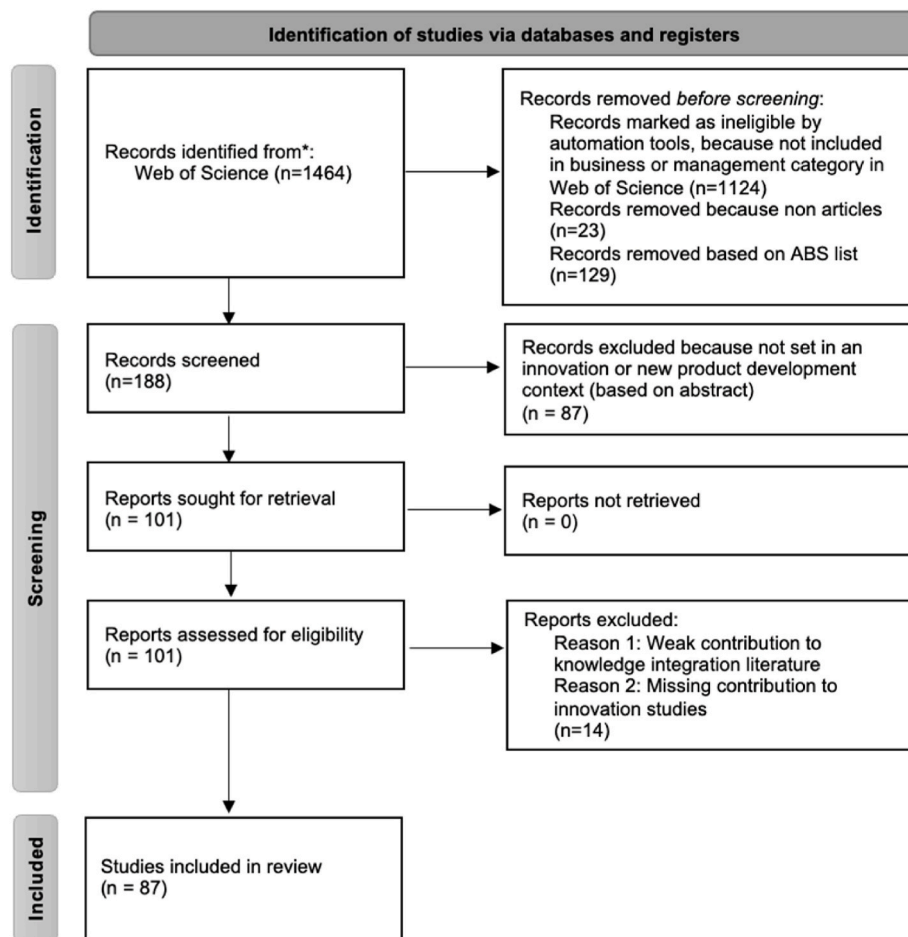 Identification of studies via databases and registers
Identification
Records identified from*:
Web of Science (n=1464)
Records removed before screening:
Records marked as ineligible by
automation tools, because not included
in business or management category in
Web of Science (n=1124)
Records removed because non articles
(n=23)
Records removed based on ABS list
(n=129)
Screening
Records screened
(n=188)
Records excluded because not set in an
innovation or new product development
context (based on abstract)
(n = 87)
Reports sought for retrieval
(n = 101)
Reports not retrieved
(n = 0)
Reports assessed for eligibility
(n = 101)
Reports excluded:
Reason 1: Weak contribution to
knowledge integration literature
Reason 2: Missing contribution to
innovation studies
(n=14)
Included
Studies included in review
(n = 87)